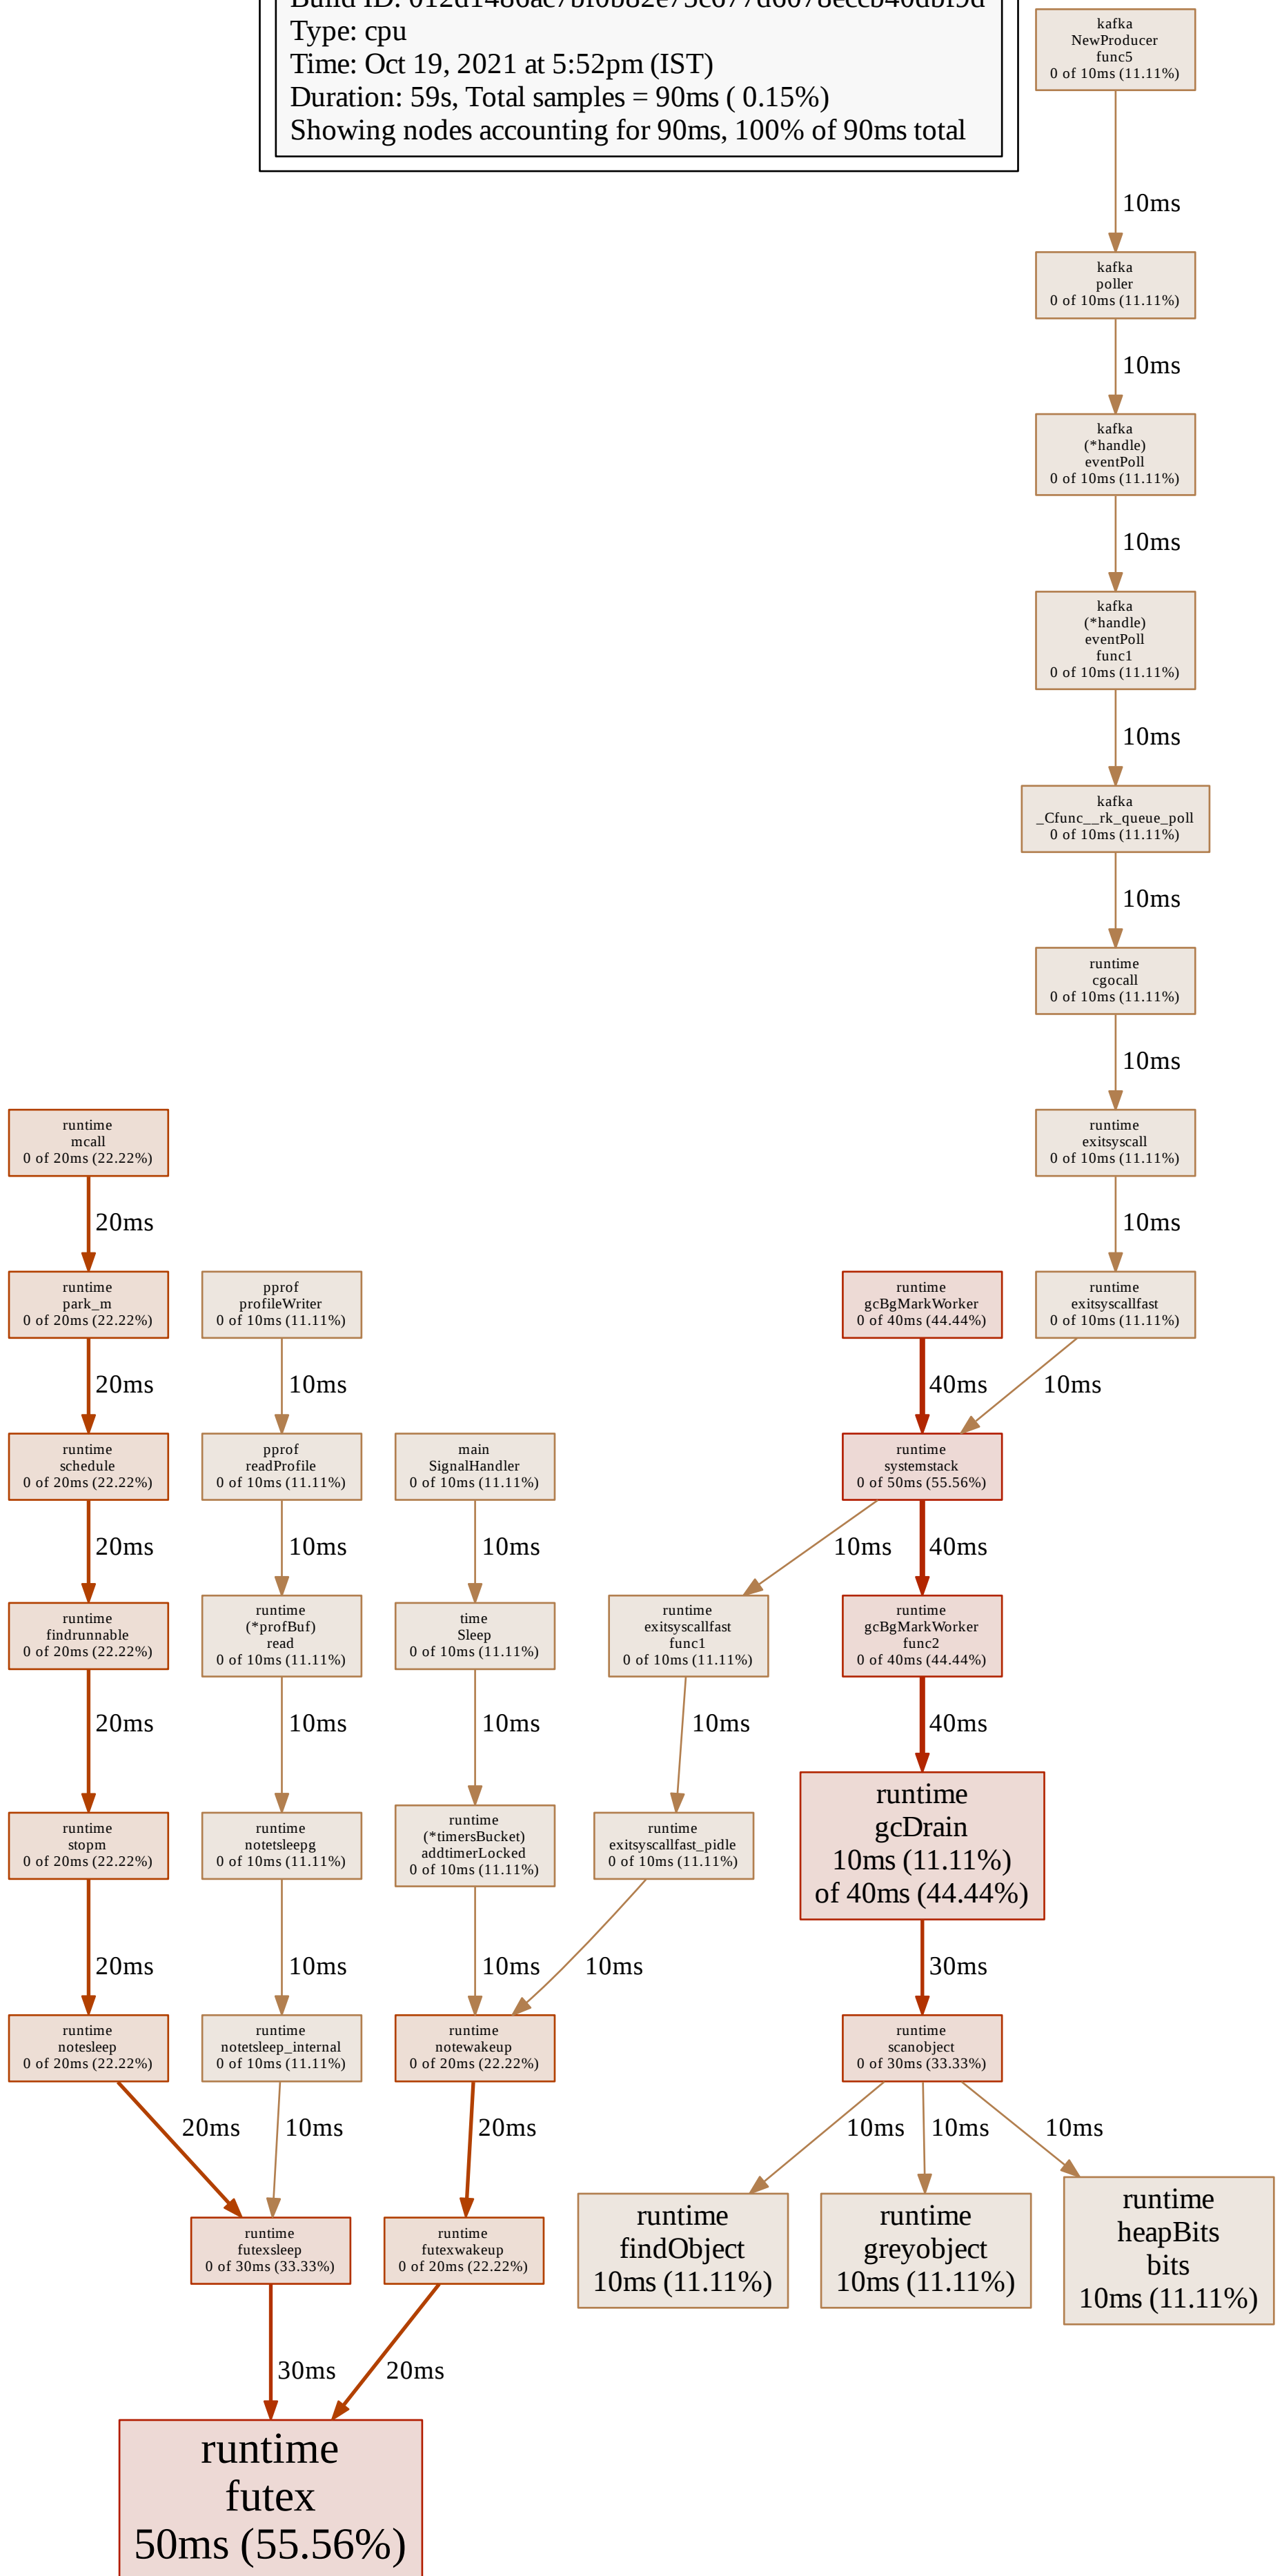 Type: cpu
Time: Oct 19, 2021 at 5:52pm (IST)
Duration: 59s, Total samples = 90ms ( 0.15%)
Showing nodes accounting for 90ms, 100% of 90ms total
kafka
NewProducer
func5
0 of 10ms (11.11%)
10ms
kafka
poller
0 of 10ms (11.11%)
10ms
kafka
(*handle)
eventPoll
0 of 10ms (11.11%)
10ms
kafka
(*handle)
eventPoll
func1
0 of 10ms (11.11%)
10ms
kafka
_Cfunc__rk_queue_poll
0 of 10ms (11.11%)
10ms
runtime
cgocall
0 of 10ms (11.11%)
10ms
runtime
mcall
0 of 20ms (22.22%)
runtime
exitsyscall
0 of 10ms (11.11%)
20ms
10ms
runtime
park_m
0 of 20ms (22.22%)
pprof
profileWriter
0 of 10ms (11.11%)
runtime
gcBgMarkWorker
0 of 40ms (44.44%)
runtime
exitsyscallfast
0 of 10ms (11.11%)
20ms
10ms
40ms
10ms
runtime
schedule
0 of 20ms (22.22%)
pprof
readProfile
0 of 10ms (11.11%)
main
SignalHandler
0 of 10ms (11.11%)
runtime
systemstack
0 of 50ms (55.56%)
20ms
10ms
10ms
10ms
40ms
runtime
findrunnable
0 of 20ms (22.22%)
runtime
(*profBuf)
read
0 of 10ms (11.11%)
time
Sleep
0 of 10ms (11.11%)
runtime
exitsyscallfast
func1
0 of 10ms (11.11%)
runtime
gcBgMarkWorker
func2
0 of 40ms (44.44%)
20ms
10ms
10ms
10ms
40ms
runtime
stopm
0 of 20ms (22.22%)
runtime
notetsleepg
0 of 10ms (11.11%)
runtime
(*timersBucket)
addtimerLocked
0 of 10ms (11.11%)
runtime
exitsyscallfast_pidle
0 of 10ms (11.11%)
runtime
gcDrain
10ms (11.11%)
of 40ms (44.44%)
20ms
10ms
10ms
10ms
30ms
runtime
notesleep
0 of 20ms (22.22%)
runtime
notetsleep_internal
0 of 10ms (11.11%)
runtime
notewakeup
0 of 20ms (22.22%)
runtime
scanobject
0 of 30ms (33.33%)
20ms
10ms
20ms
10ms
10ms
10ms
runtime
futexsleep
0 of 30ms (33.33%)
runtime
futexwakeup
0 of 20ms (22.22%)
runtime
findObject
10ms (11.11%)
runtime
greyobject
10ms (11.11%)
runtime
heapBits
bits
10ms (11.11%)
30ms
20ms
runtime
futex
50ms (55.56%)